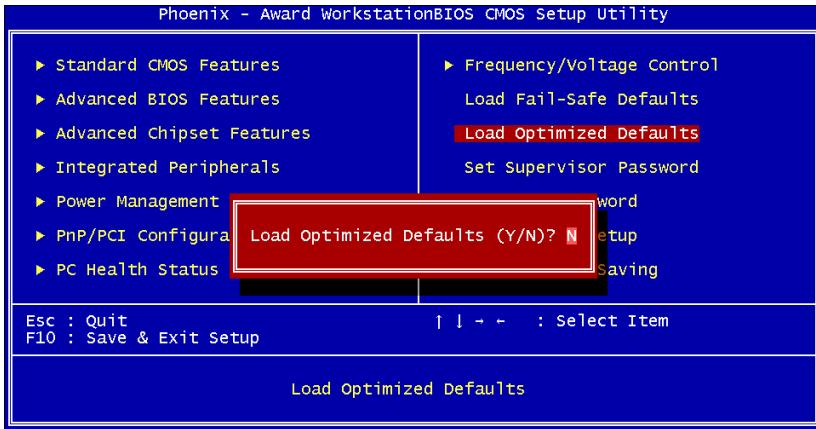 Phoenix - Award WorkstationBIOS CMOS Setup Utility
▶ Standard CMOS Features
▶ Advanced BIOS Features
▶ Advanced Chipset Features
▶ Integrated Peripherals
▶ Power Management
▶ PnP/PCI Configura
▶ PC Health Status
▶ Frequency/Voltage Control
Load Fail-Safe Defaults
Load Optimized Defaults
Set Supervisor Password
word
etup
Saving
Load Optimized Defaults (Y/N)? N
Esc : Quit
F10 : Save & Exit Setup
↑ ↓ → ← : Select Item
Load Optimized Defaults